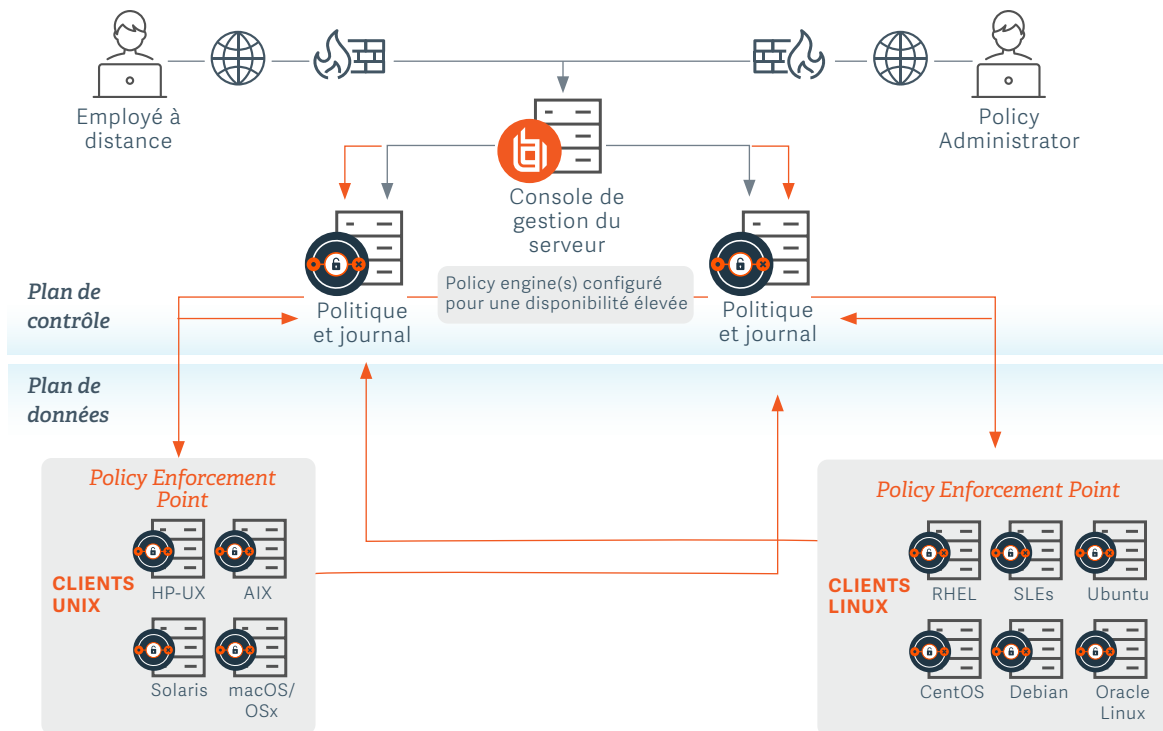 Employé à
distance
Policy
Administrator
Console de
gestion du
serveur
Policy engine(s) configuré
pour une disponibilité élevée
Politique
et journal
Politique
et journal
Plan de
contrôle
Plan de
données
Policy Enforcement
Point
CLIENTS
UNIX
HP-UX
AIX
Solaris
macOS/
OSx
Policy Enforcement Point
CLIENTS
LINUX
RHEL
SLEs
Ubuntu
CentOS
Debian
Oracle
Linux